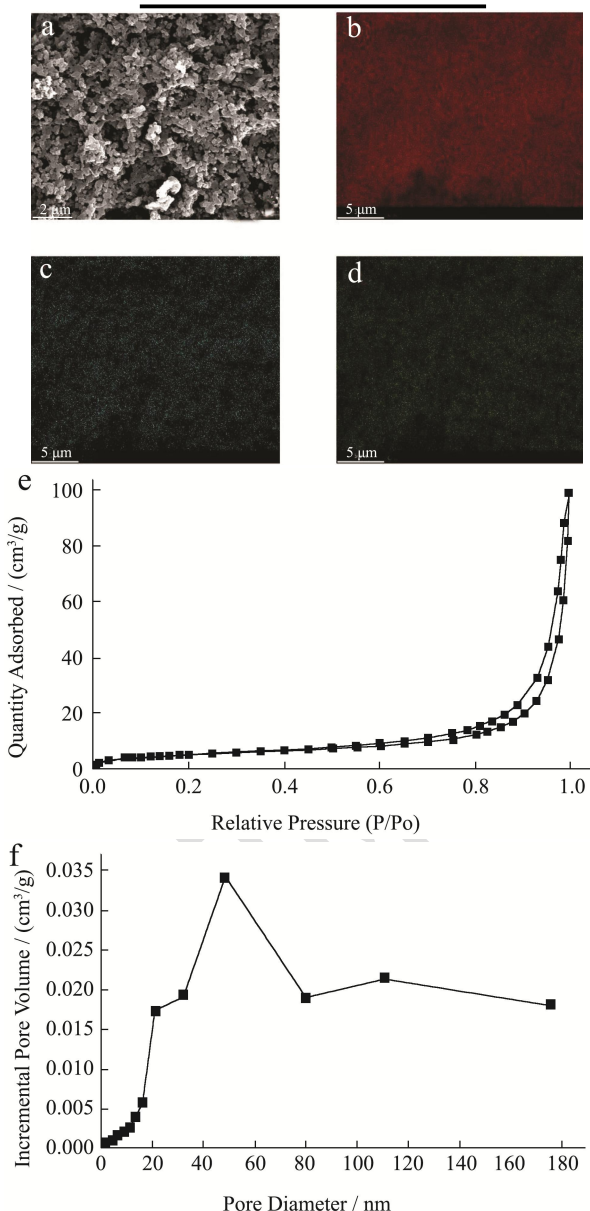 a
b
2 μm
5 μm
c
d
5 μm
5 μm
e
Quantity Adsorbed / (cm³/g)
100
80
60
40
20
0
0.0 0.2 0.4 0.6 0.8 1.0
Relative Pressure (P/Po)
f
Incremental Pore Volume / (cm³/g)
0.035
0.030
0.025
0.020
0.015
0.010
0.005
0.000
0 20 40 60 80 100 120 140 160 180
Pore Diameter / nm